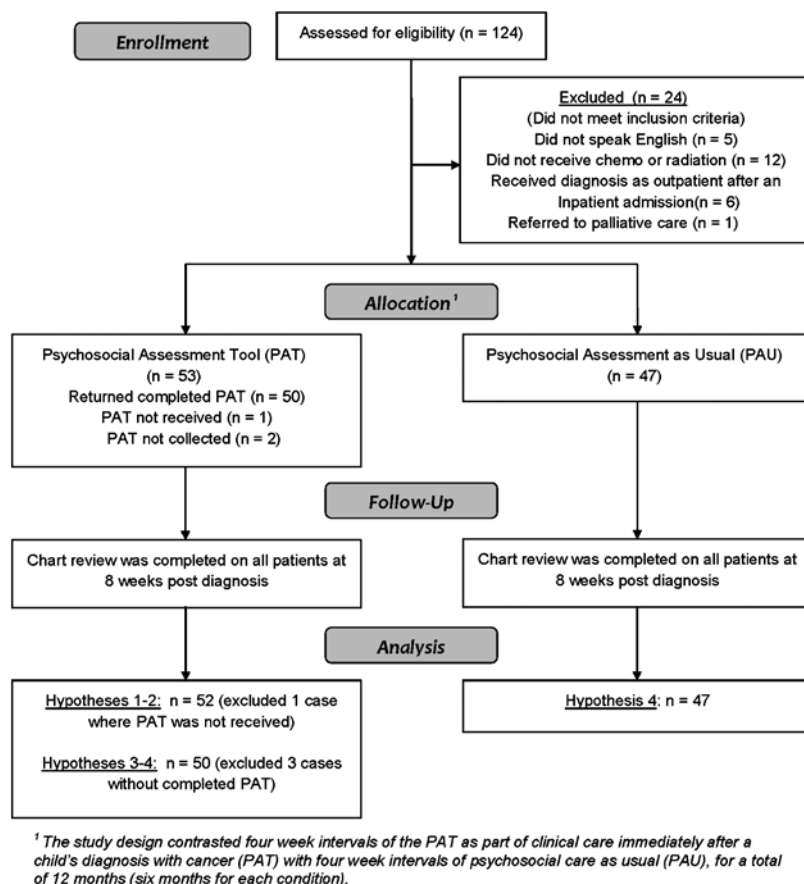 Enrollment
Assessed for eligibility (n = 124)
Excluded (n = 24)
(Did not meet inclusion criteria)
Did not speak English (n = 5)
Did not receive chemo or radiation (n = 12)
Received diagnosis as outpatient after an
Inpatient admission(n = 6)
Referred to palliative care (n = 1)
Allocation¹
Psychosocial Assessment Tool (PAT)
(n = 53)
Returned completed PAT (n = 50)
PAT not received (n = 1)
PAT not collected (n = 2)
Psychosocial Assessment as Usual (PAU)
(n = 47)
Follow-Up
Chart review was completed on all patients at
8 weeks post diagnosis
Chart review was completed on all patients at
8 weeks post diagnosis
Analysis
Hypotheses 1-2: n = 52 (excluded 1 case
where PAT was not received)
Hypotheses 3-4: n = 50 (excluded 3 cases
without completed PAT)
Hypothesis 4: n = 47
¹ The study design contrasted four week intervals of the PAT as part of clinical care immediately after a
child's diagnosis with cancer (PAT) with four week intervals of psychosocial care as usual (PAU), for a total
of 12 months (six months for each condition).